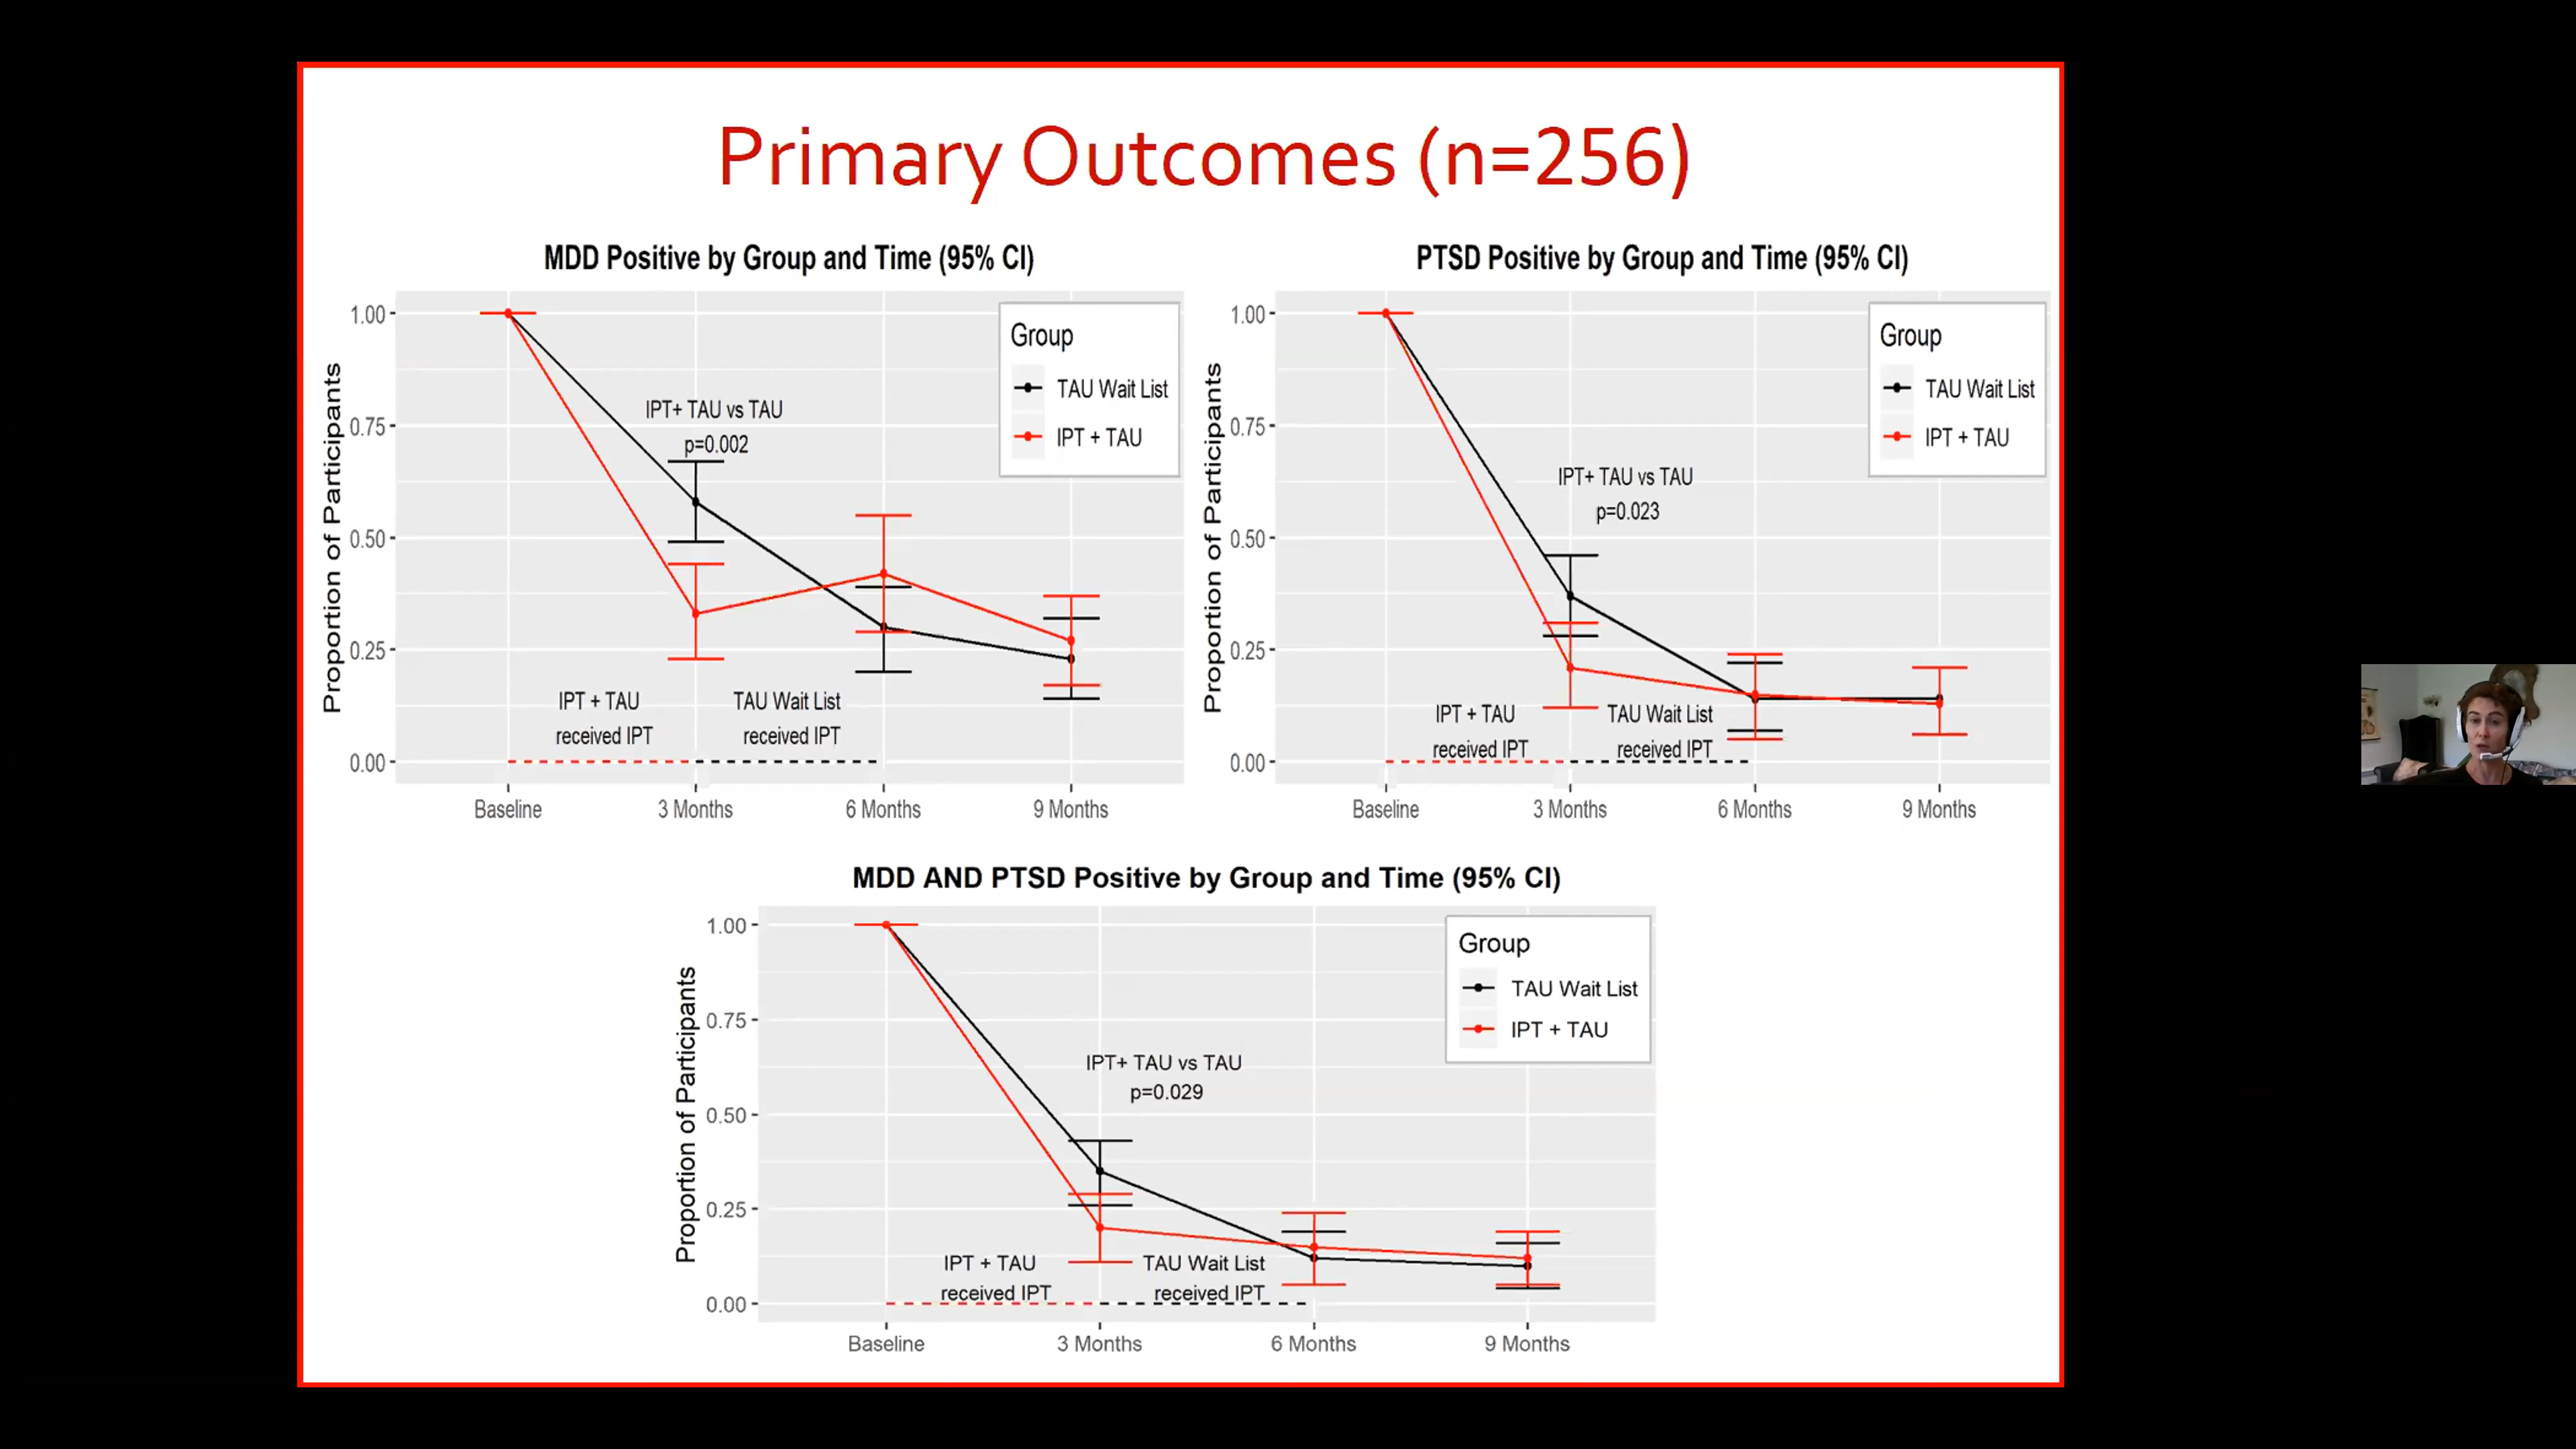 Primary Outcomes (n=256)
MDD Positive by Group and Time (95% CI)
Proportion of Participants
1.00
0.75
0.50
0.25
0.00
Group
TAU Wait List
IPT + TAU
IPT+ TAU vs TAU
p=0.002
IPT + TAU
received IPT
TAU Wait List
received IPT
Baseline
3 Months
6 Months
9 Months
PTSD Positive by Group and Time (95% CI)
Proportion of Participants
1.00
0.75
0.50
0.25
0.00
Group
TAU Wait List
IPT + TAU
IPT+ TAU vs TAU
p=0.023
IPT + TAU
received IPT
TAU Wait List
received IPT
Baseline
3 Months
6 Months
9 Months
MDD AND PTSD Positive by Group and Time (95% CI)
Proportion of Participants
1.00
0.75
0.50
0.25
0.00
Group
TAU Wait List
IPT + TAU
IPT+ TAU vs TAU
p=0.029
IPT + TAU
received IPT
TAU Wait List
received IPT
Baseline
3 Months
6 Months
9 Months